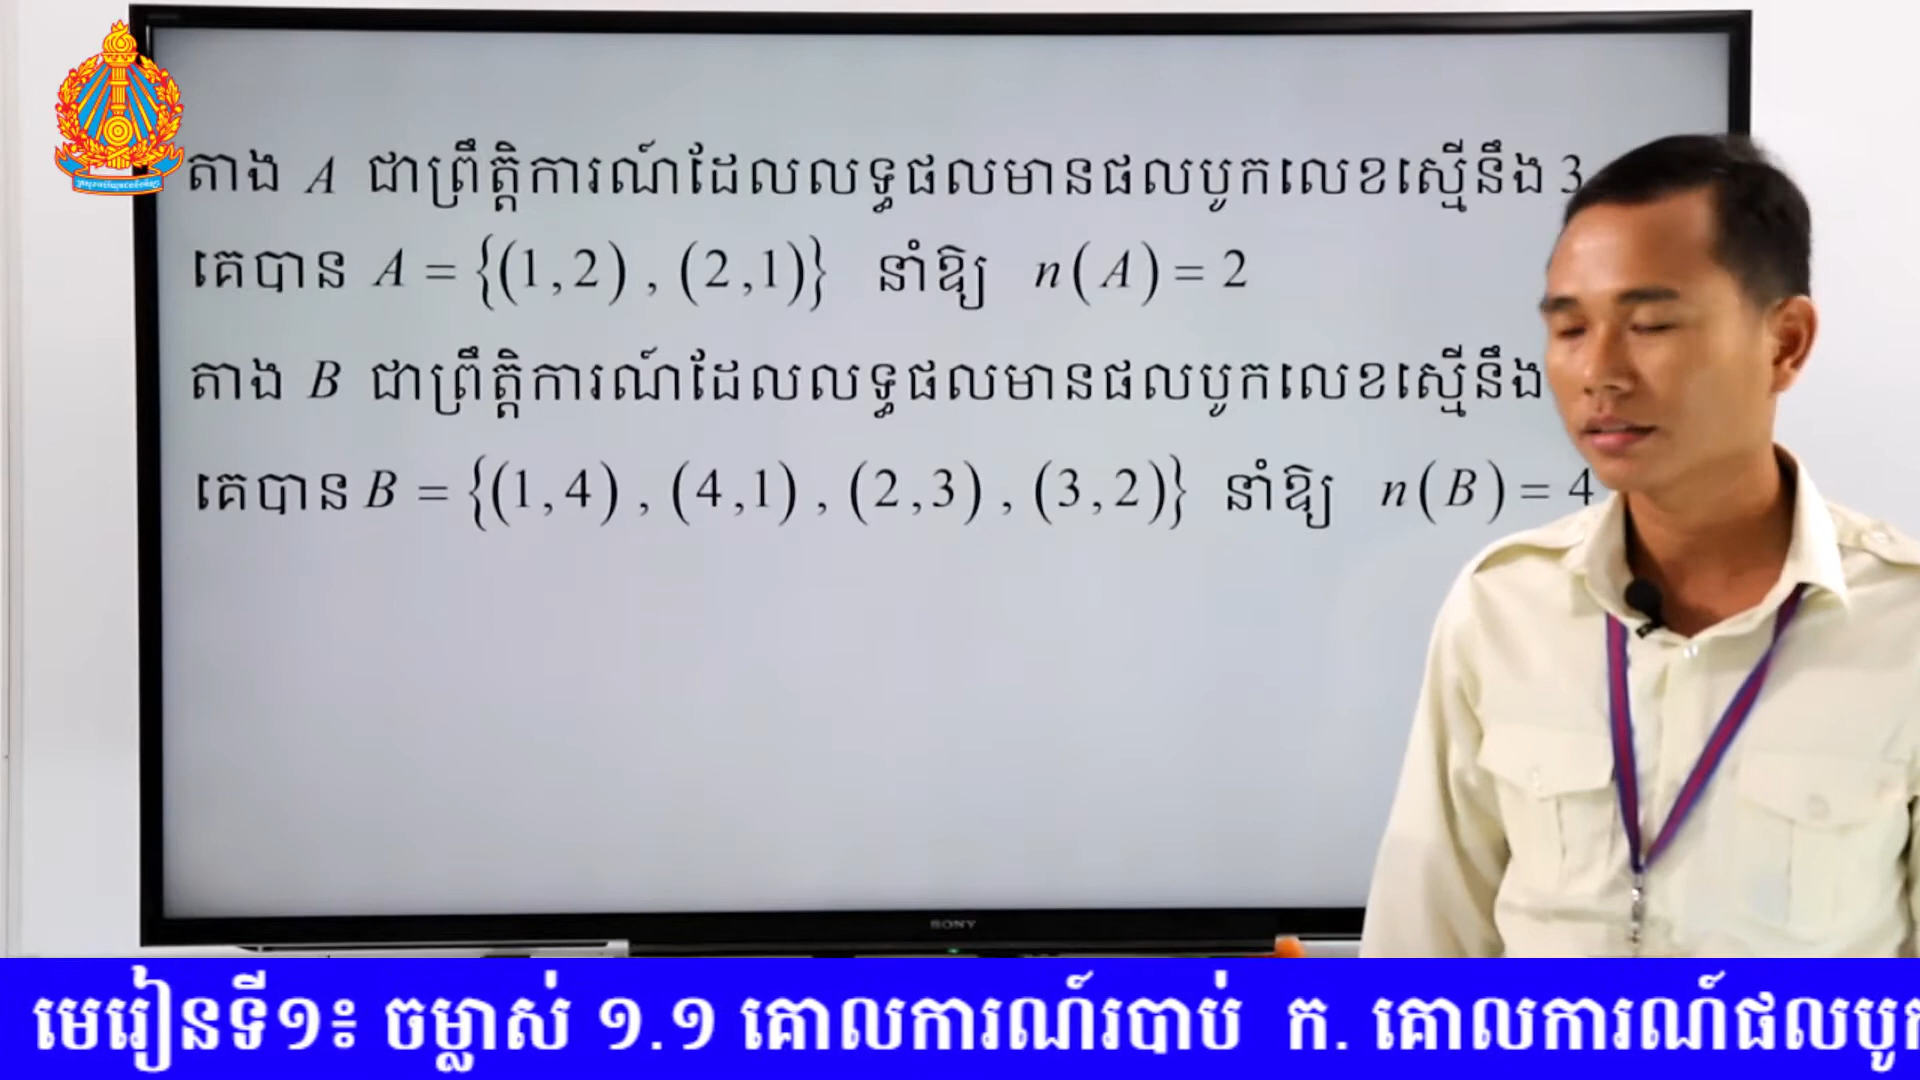 តាង A ជាព្រឹត្តិការណ៍ដែលលទ្ធផលមានផលបូកលេខស្មើនឹង 3
គេបាន A = {(1,2) , (2,1)} នាំឱ្យ n(A) = 2
តាង B ជាព្រឹត្តិការណ៍ដែលលទ្ធផលមានផលបូកលេខស្មើនឹង
គេបាន B = {(1,4) , (4,1) , (2,3) , (3,2)} នាំឱ្យ n(B) = 4
SONY
មេរៀនទី១៖ ចម្លាស់ ១.១ គោលការណ៍របាប់ ក. គោលការណ៍ផលបូក